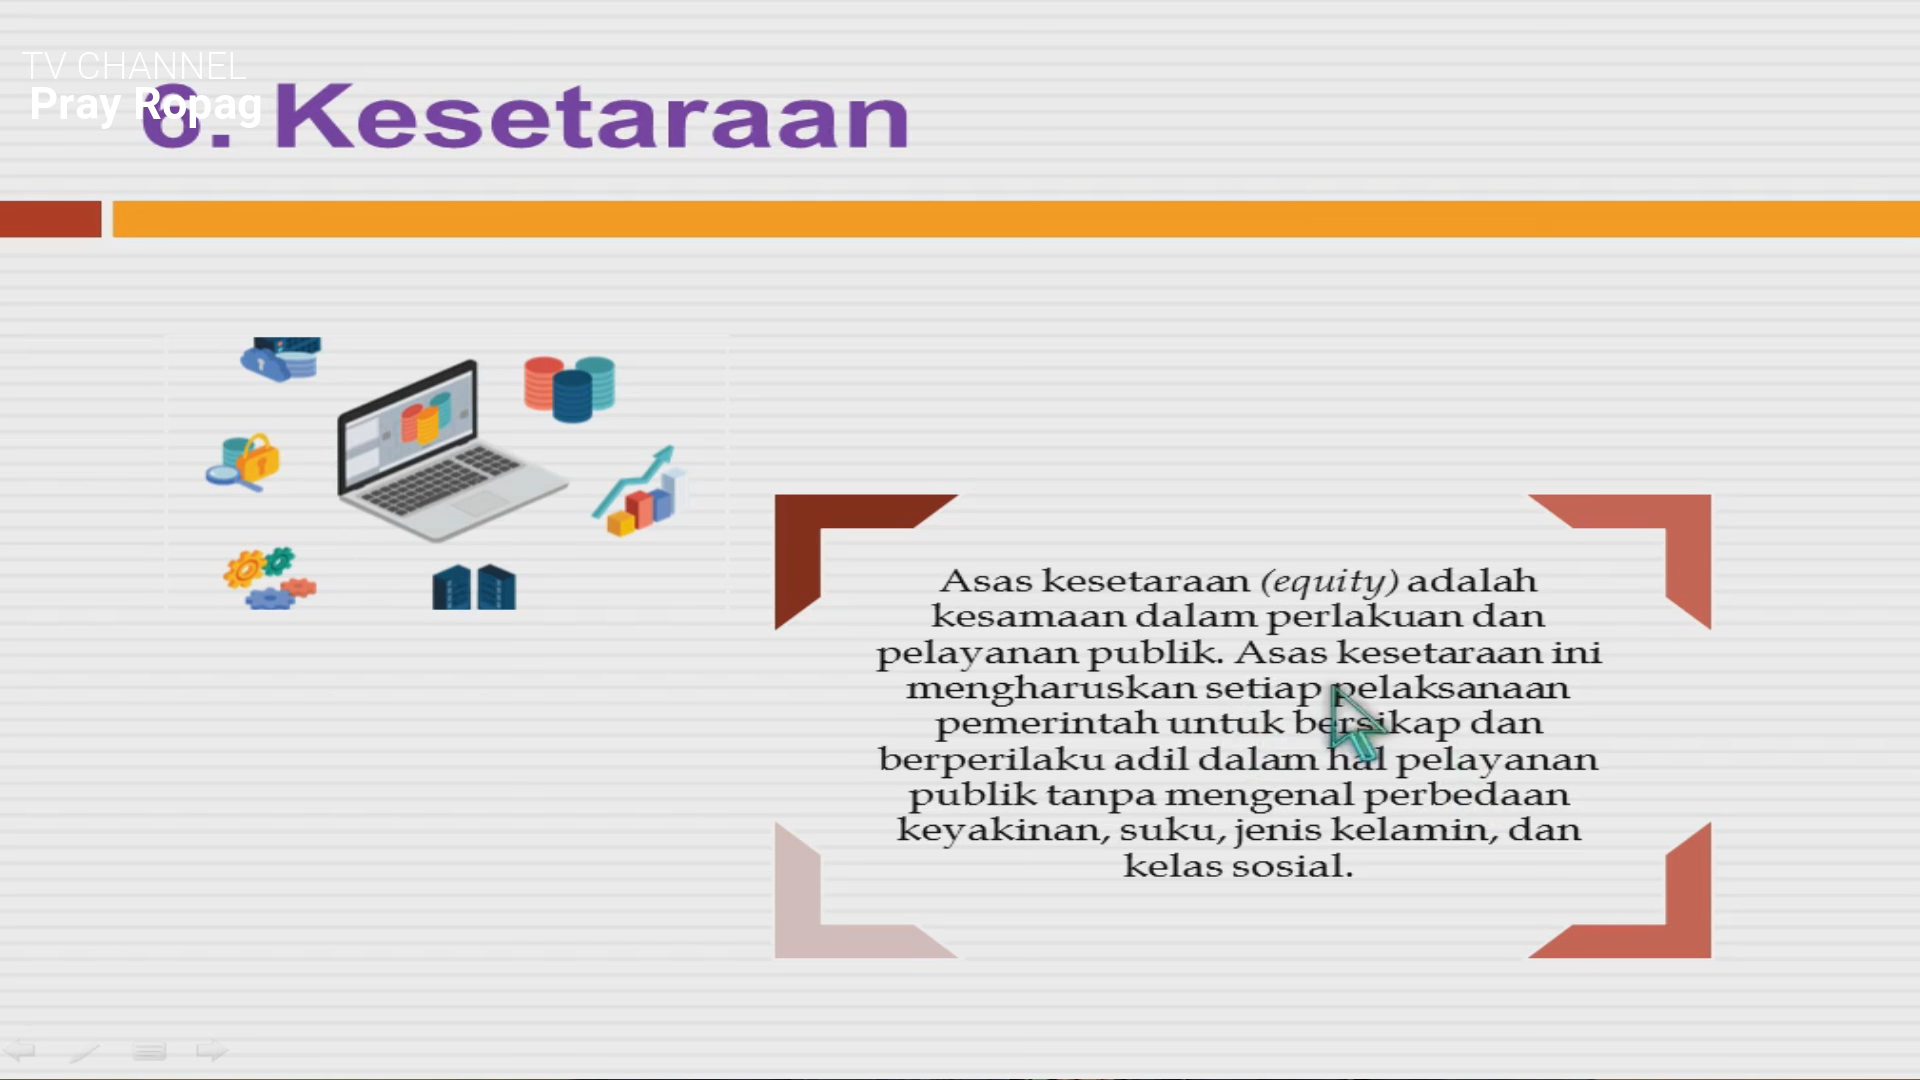 TV CHANNEL
Pray Ropag
6. Kesetaraan
Asas kesetaraan (equity) adalah
kesamaan dalam perlakuan dan
pelayanan publik. Asas kesetaraan ini
mengharuskan setiap pelaksanaan
pemerintah untuk bersikap dan
berperilaku adil dalam hal pelayanan
publik tanpa mengenal perbedaan
keyakinan, suku, jenis kelamin, dan
kelas sosial.